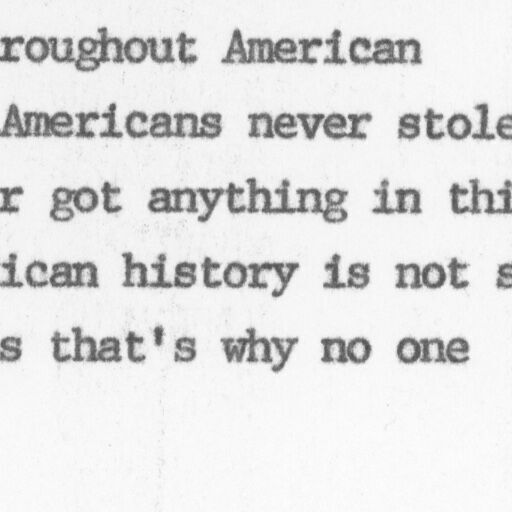 roughout American
Americans never stole
r got anything in thi
ican history is not s
s that's why no one